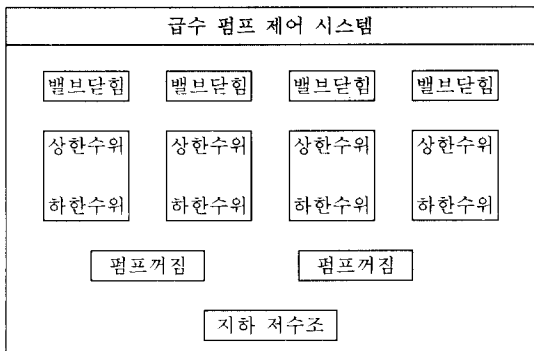 급수 펌프 제어 시스템
밸브닫힘 밸브닫힘 밸브닫힘 밸브닫힘
상한수위 상한수위 상한수위 상한수위
하한수위 하한수위 하한수위 하한수위
펌프꺼짐 펌프꺼짐
지하 저수조